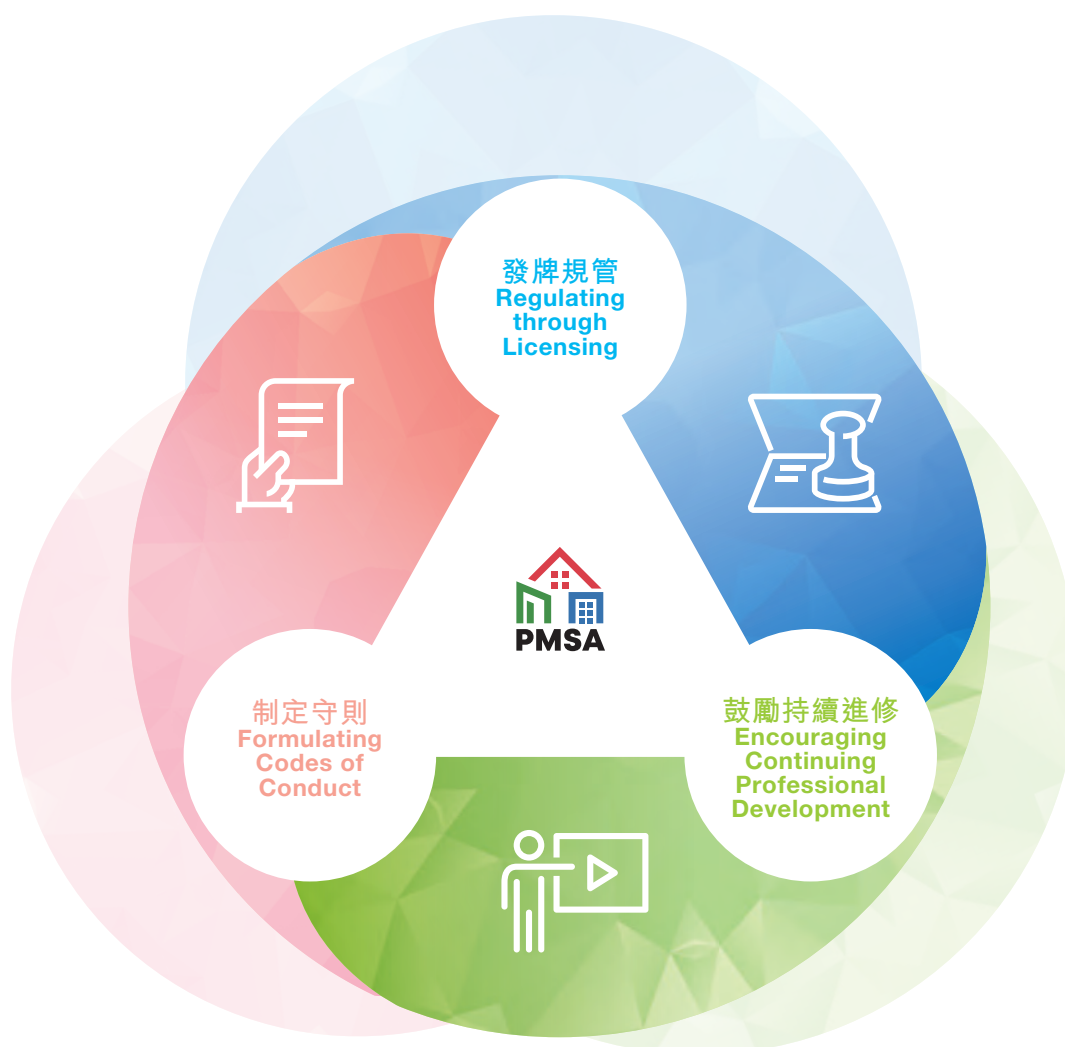 發牌規管
Regulating
through
Licensing
PMSA
制定守則
Formulating
Codes of
Conduct
鼓勵持續進修
Encouraging
Continuing
Professional
Development